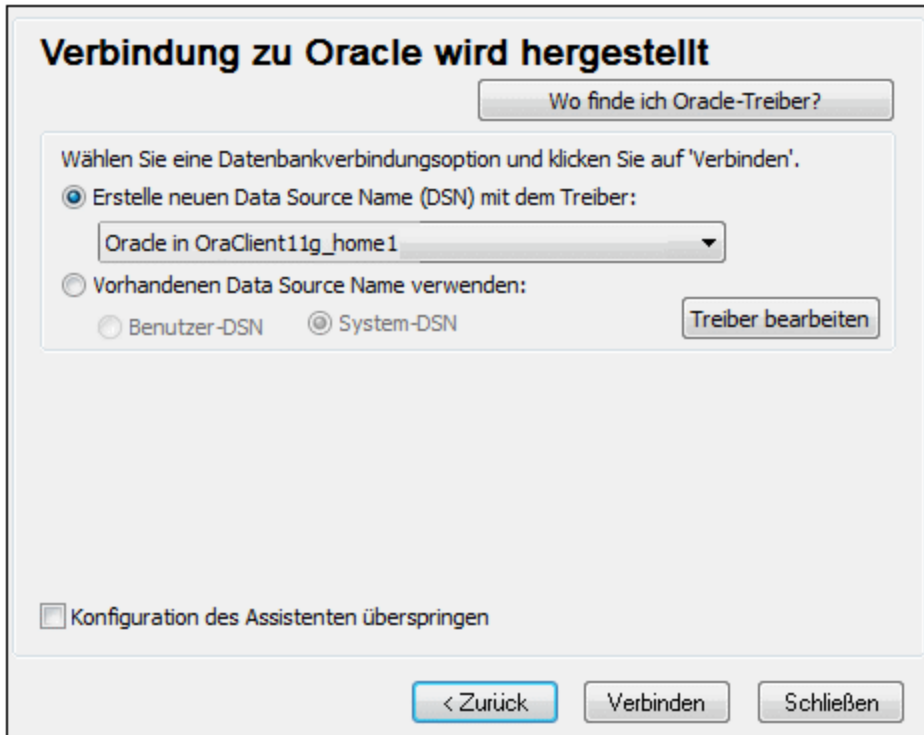 Verbindung zu Oracle wird hergestellt
Wo finde ich Oracle-Treiber?
Wählen Sie eine Datenbankverbindungsoption und klicken Sie auf 'Verbinden'.
Erstelle neuen Data Source Name (DSN) mit dem Treiber:
Oracle in OraClient11g_home1
Vorhandenen Data Source Name verwenden:
Benutzer-DSN System-DSN Treiber bearbeiten
Konfiguration des Assistenten überspringen
< Zurück Verbinden Schließen